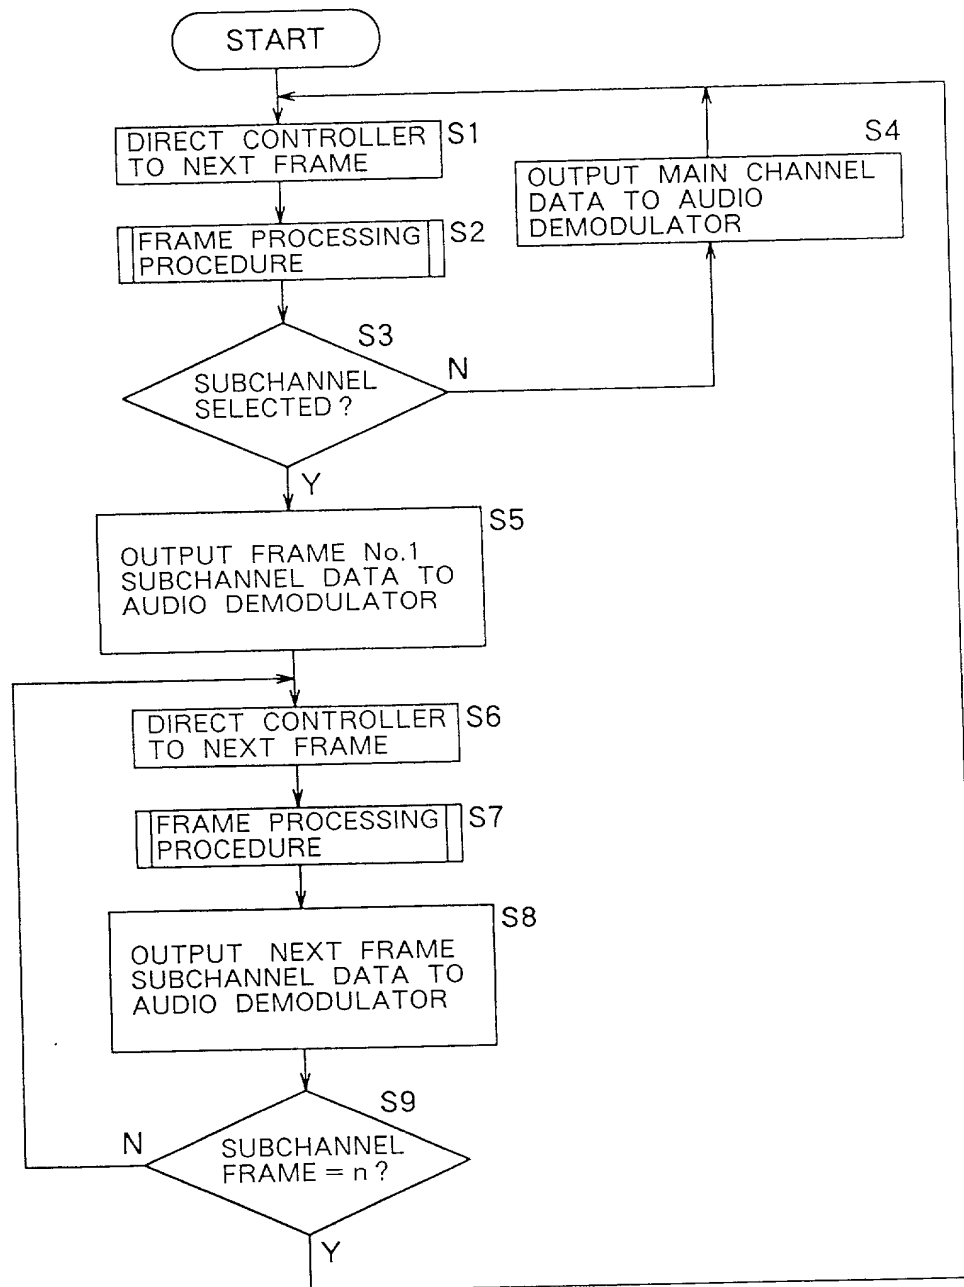 START
DIRECT CONTROLLER
TO NEXT FRAME
S1
S4
OUTPUT MAIN CHANNEL
DATA TO AUDIO
DEMODULATOR
FRAME PROCESSING
PROCEDURE
S2
S3
SUBCHANNEL
SELECTED?
N
Y
S5
OUTPUT FRAME No.1
SUBCHANNEL DATA TO
AUDIO DEMODULATOR
DIRECT CONTROLLER
TO NEXT FRAME
S6
FRAME PROCESSING
PROCEDURE
S7
S8
OUTPUT NEXT FRAME
SUBCHANNEL DATA TO
AUDIO DEMODULATOR
S9
N
SUBCHANNEL
FRAME = n?
Y